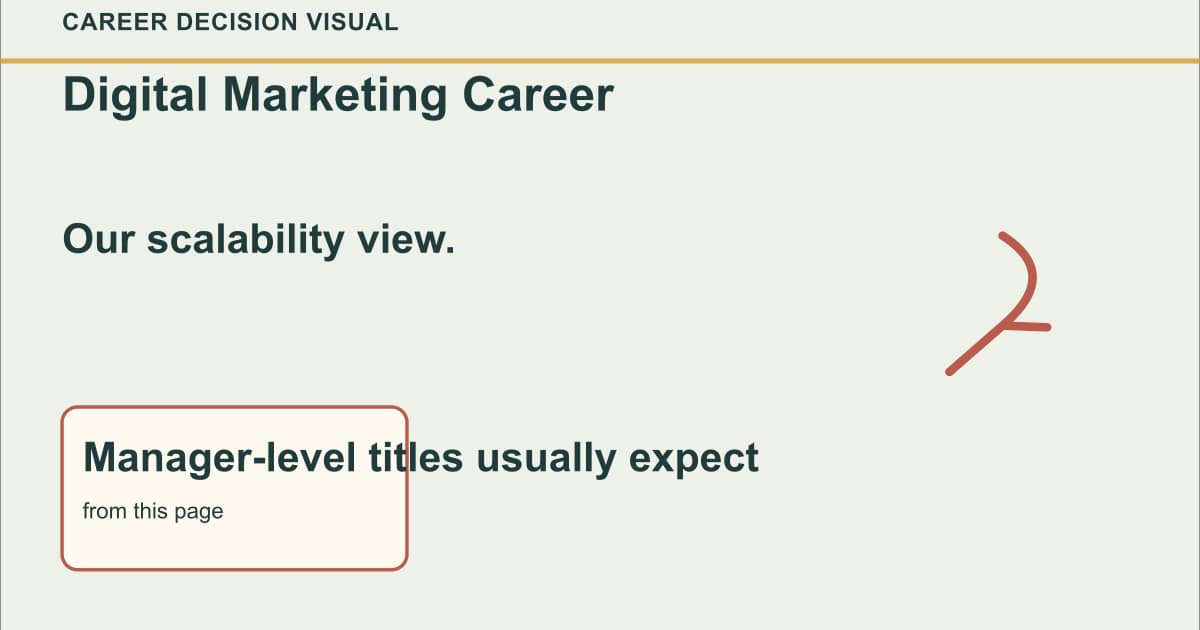 CAREER DECISION VISUAL
Digital Marketing Career
Our scalability view.
Manager-level titles usually expect
from this page